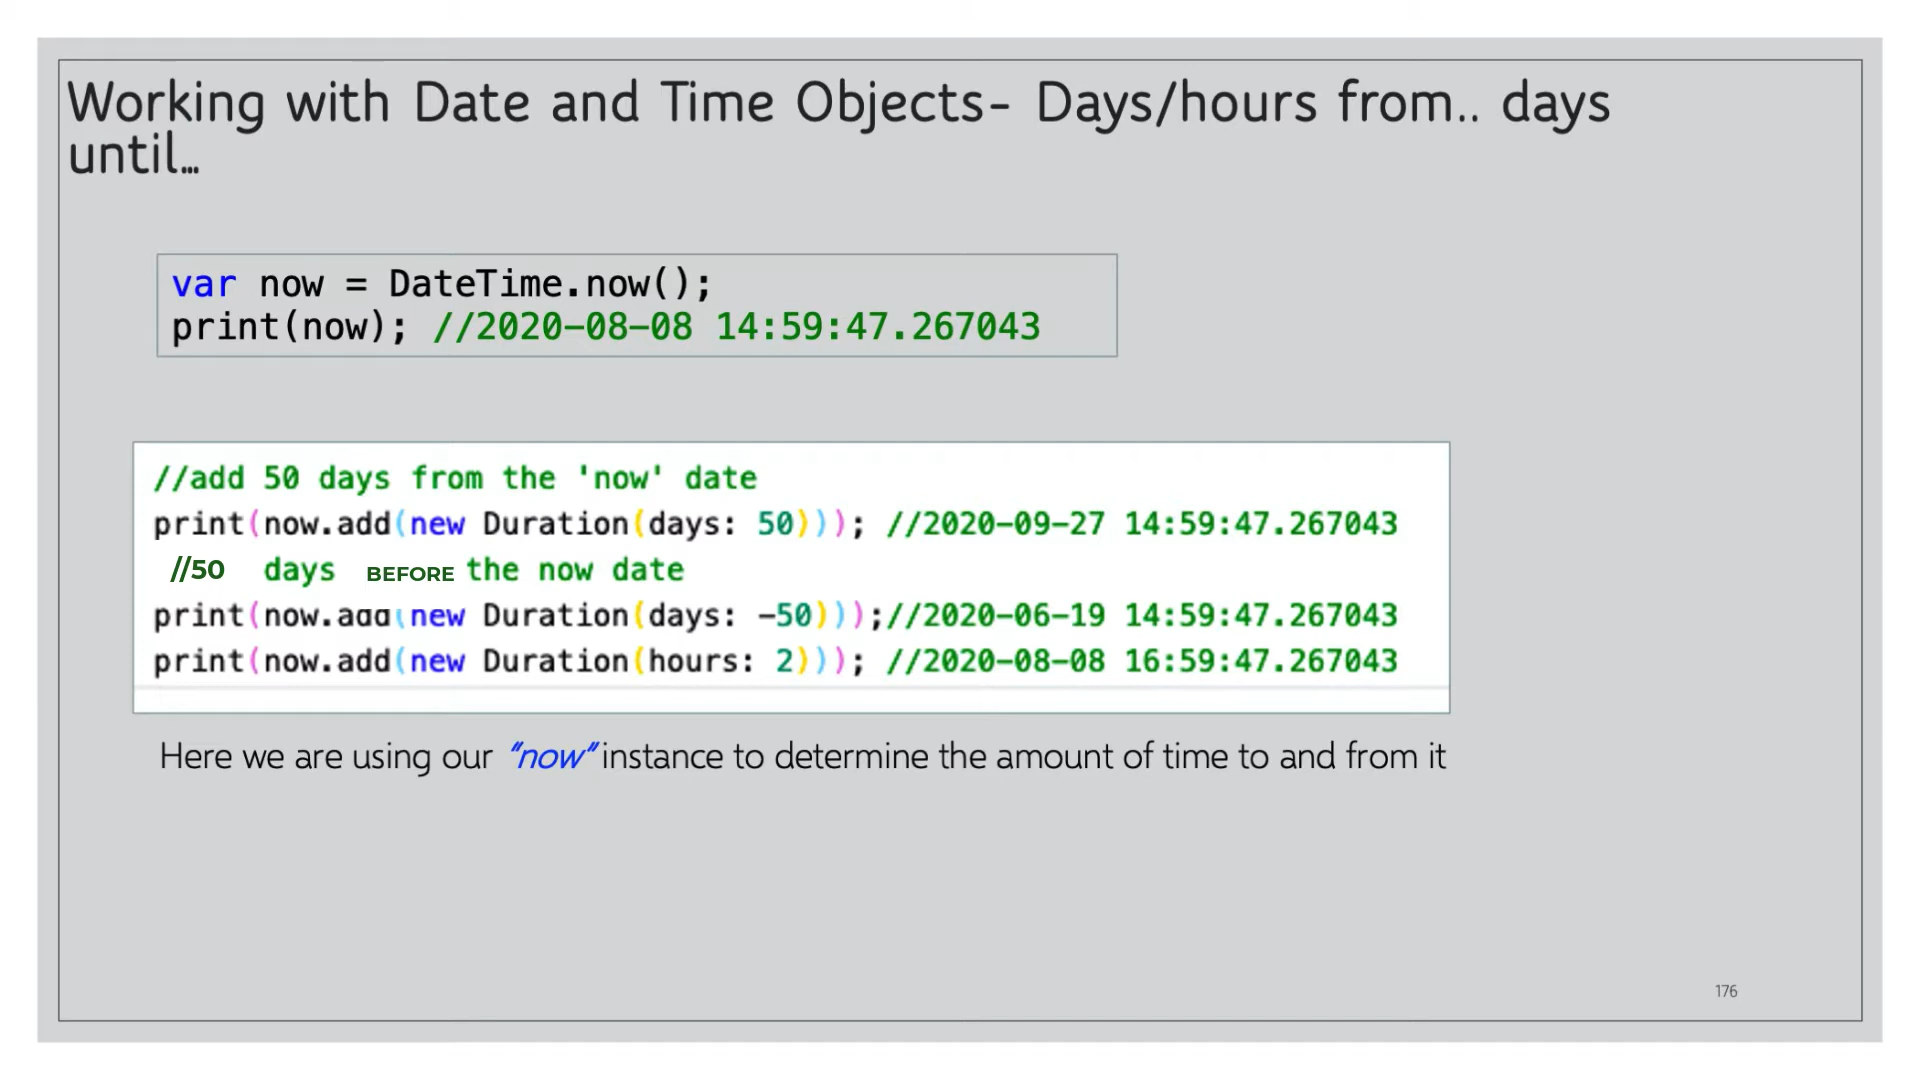 Working with Date and Time Objects- Days/hours from.. days
until…
var now = DateTime.now();
print(now); //2020-08-08 14:59:47.267043
//add 50 days from the 'now' date
print(now.add(new Duration(days: 50))); //2020-09-27 14:59:47.267043
//50 days BEFORE the now date
print(now.add(new Duration(days: -50)));//2020-06-19 14:59:47.267043
print(now.add(new Duration(hours: 2))); //2020-08-08 16:59:47.267043
Here we are using our “now” instance to determine the amount of time to and from it
176